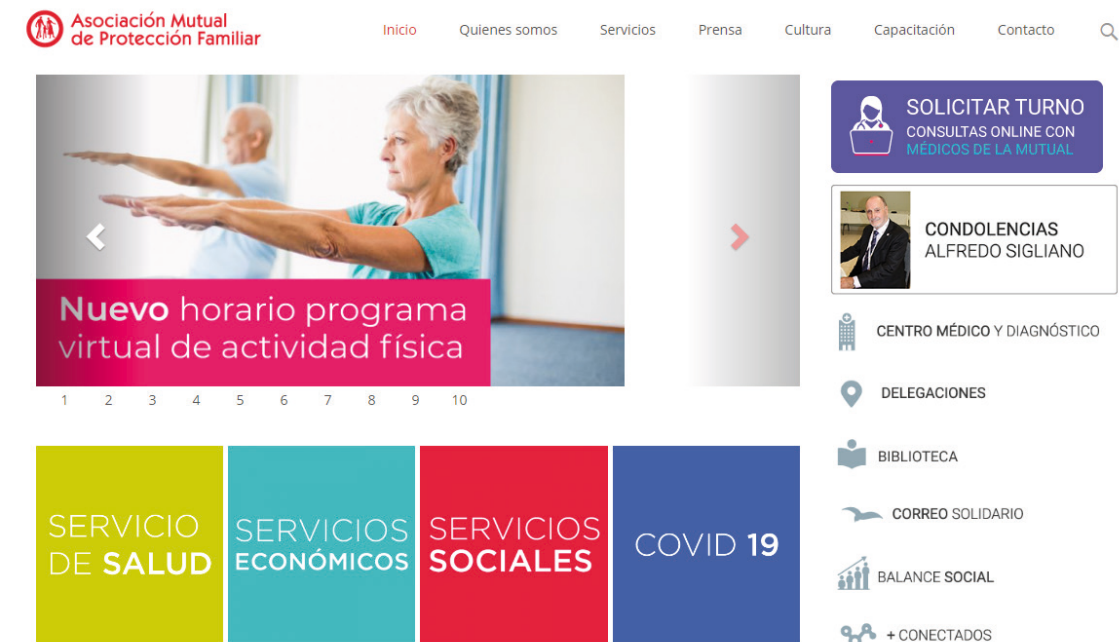 Asociación Mutual
de Protección Familiar
Inicio Quienes somos Servicios Prensa Cultura Capacitación Contacto
Nuevo horario programa
virtual de actividad física
1 2 3 4 5 6 7 8 9 10
SERVICIO
DE SALUD
SERVICIOS
ECONÓMICOS
SERVICIOS
SOCIALES
COVID 19
SOLICITAR TURNO
CONSULTAS ONLINE CON
MÉDICOS DE LA MUTUAL
CONDOLENCIAS
ALFREDO SIGLIANO
CENTRO MÉDICO Y DIAGNÓSTICO
DELEGACIONES
BIBLIOTECA
CORREO SOLIDARIO
BALANCE SOCIAL
+ CONECTADOS